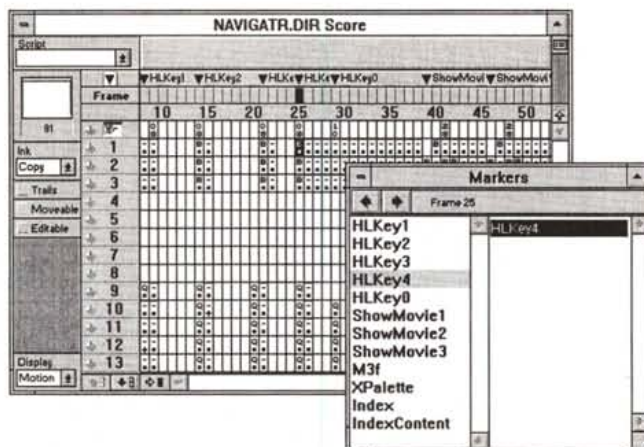 NAVIGATR.DIR Score
Script
HLKey1 HLKey2 HLKe HLKe HLKey0 ShowMovi ShowMovi
Frame
10 15 20 25 30 35 40 45 50
91
Ink
Copy
Trails
Moveable
Editable
1
2
3
4
5
6
7
8
9
10
11
12
13
Display
Motion
Markers
Frame 25
HLKey1
HLKey2
HLKey3
HLKey4
HLKey0
ShowMovie1
ShowMovie2
ShowMovie3
M3f
XPalette
Index
IndexContent
HLKey4